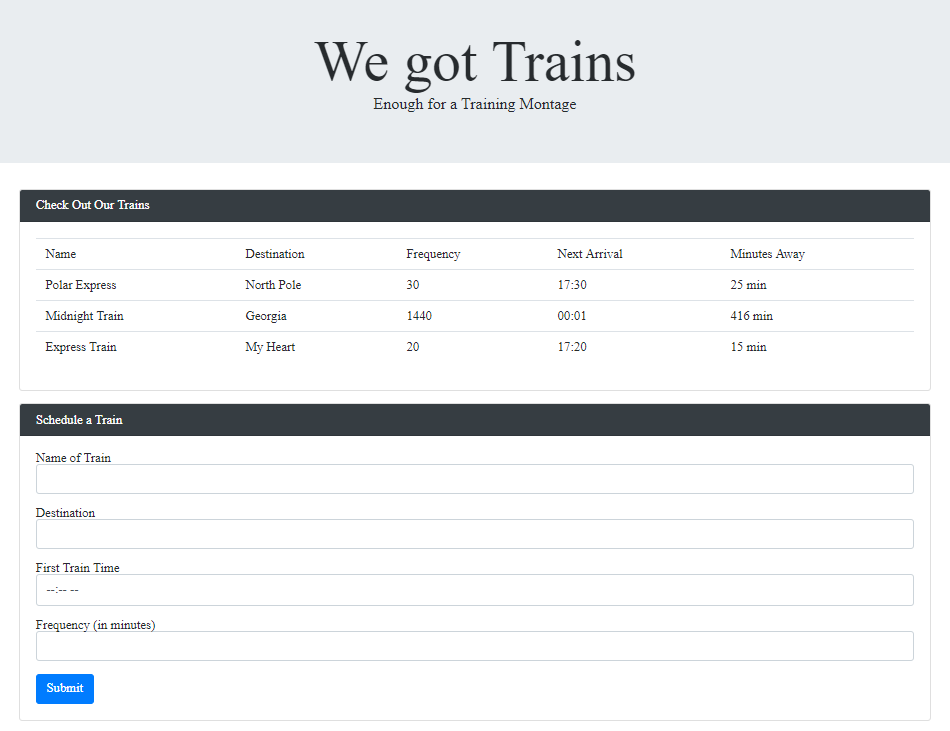 We got Trains
Enough for a Training Montage
Check Out Our Trains
Name Destination Frequency Next Arrival Minutes Away
Polar Express North Pole 30 17:30 25 min
Midnight Train Georgia 1440 00:01 416 min
Express Train My Heart 20 17:20 15 min
Schedule a Train
Name of Train
Destination
First Train Time
--:-- --
Frequency (in minutes)
Submit